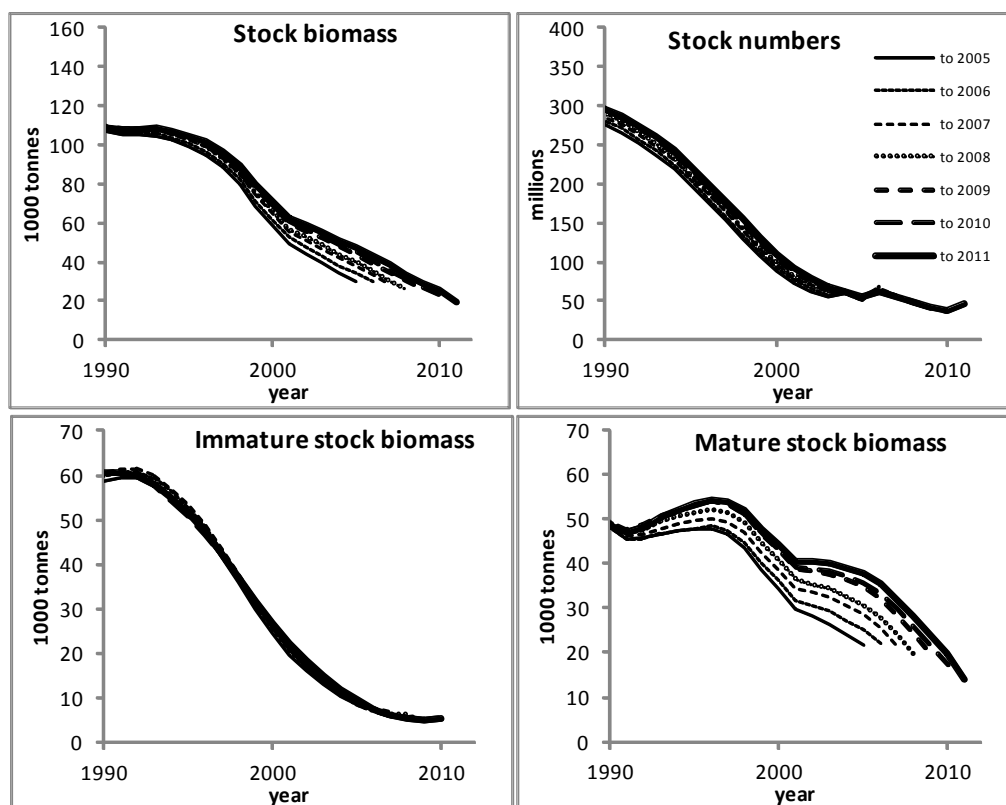 Stock biomass
160
140
120
100
80
60
40
20
0
1000 tonnes
1990
2000
2010
year
Stock numbers
400
350
300
250
200
150
100
50
0
millions
1990
2000
2010
year
to 2005
to 2006
to 2007
to 2008
to 2009
to 2010
to 2011
Immature stock biomass
70
60
50
40
30
20
10
0
1000 tonnes
1990
2000
2010
year
Mature stock biomass
70
60
50
40
30
20
10
0
1000 tonnes
1990
2000
2010
year